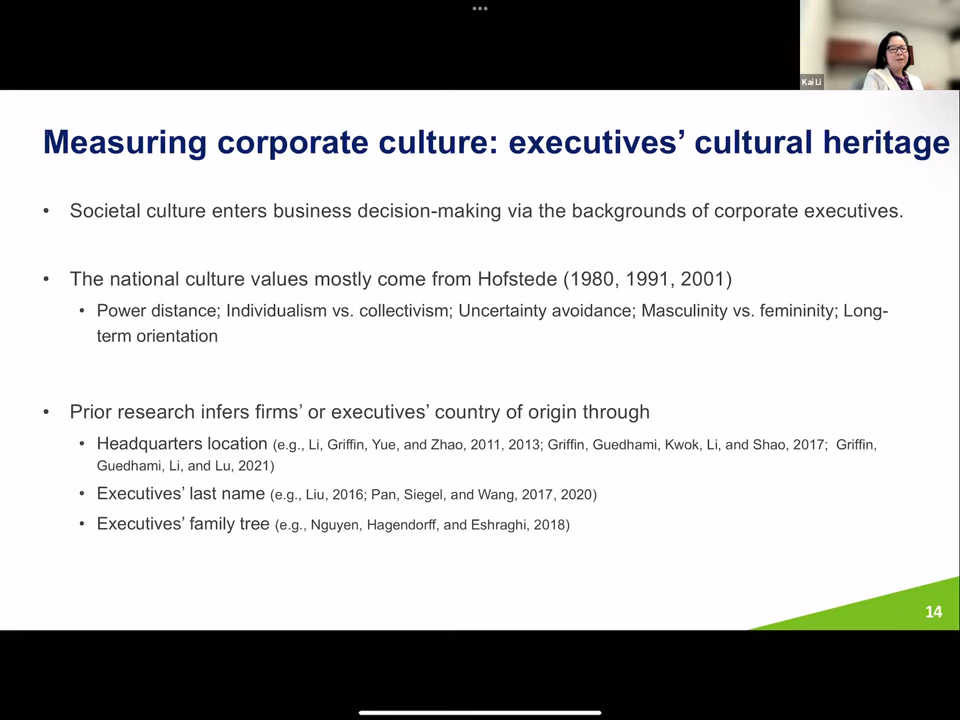 Kai Li
Measuring corporate culture: executives’ cultural heritage
• Societal culture enters business decision-making via the backgrounds of corporate executives.
• The national culture values mostly come from Hofstede (1980, 1991, 2001)
• Power distance; Individualism vs. collectivism; Uncertainty avoidance; Masculinity vs. femininity; Long-
term orientation
• Prior research infers firms’ or executives’ country of origin through
• Headquarters location (e.g., Li, Griffin, Yue, and Zhao, 2011, 2013; Griffin, Guedhami, Kwok, Li, and Shao, 2017; Griffin,
Guedhami, Li, and Lu, 2021)
• Executives’ last name (e.g., Liu, 2016; Pan, Siegel, and Wang, 2017, 2020)
• Executives’ family tree (e.g., Nguyen, Hagendorff, and Eshraghi, 2018)
14